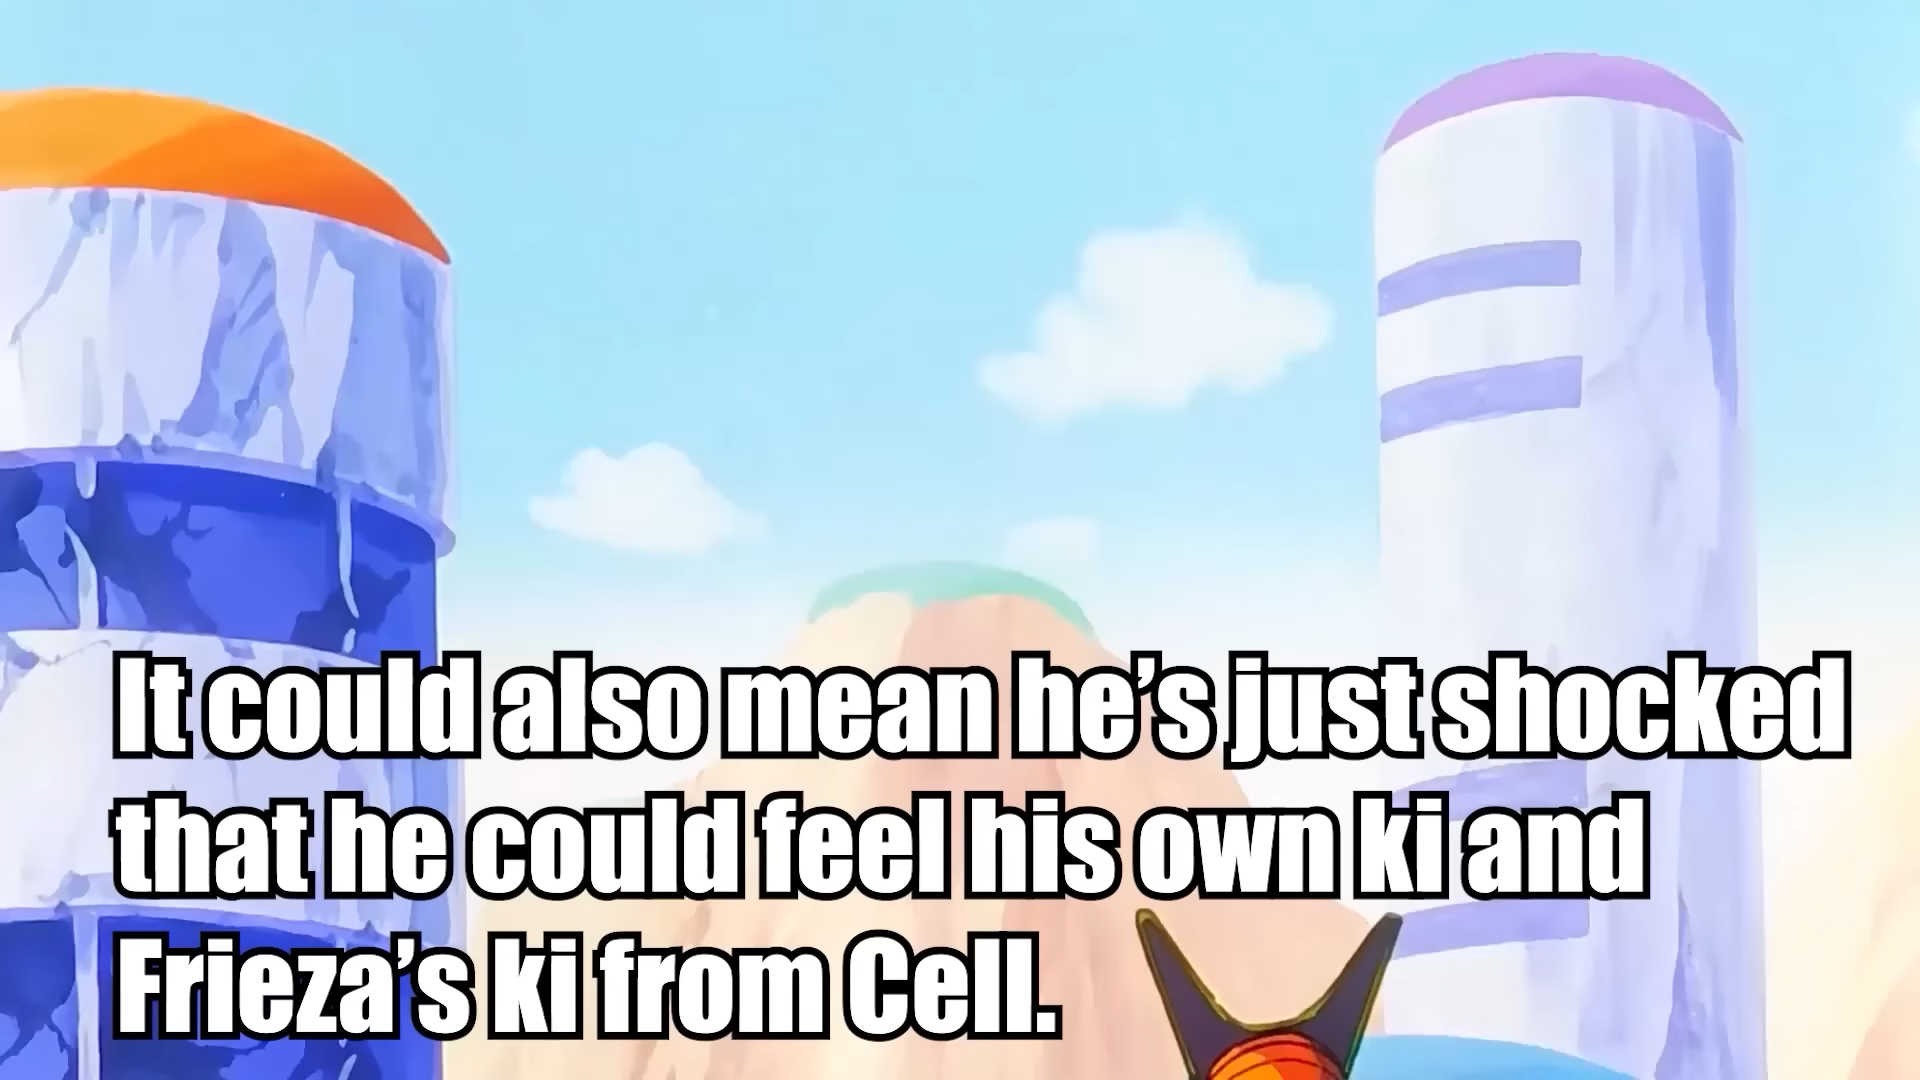 It could also mean he’s just shocked
that he could feel his own ki and
Frieza’s ki from Cell.